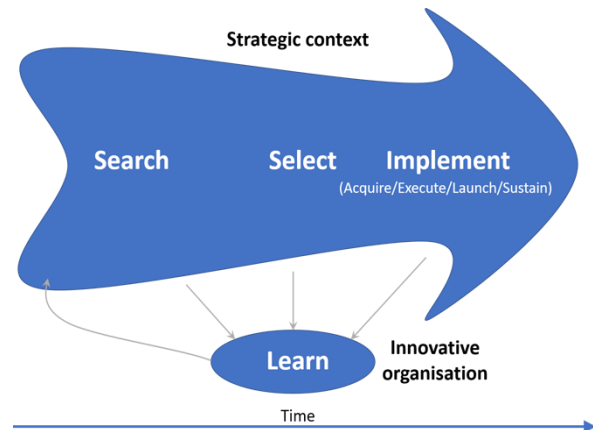 Strategic context
Search
Select
Implement
(Acquire/Execute/Launch/Sustain)
Learn
Innovative
organisation
Time